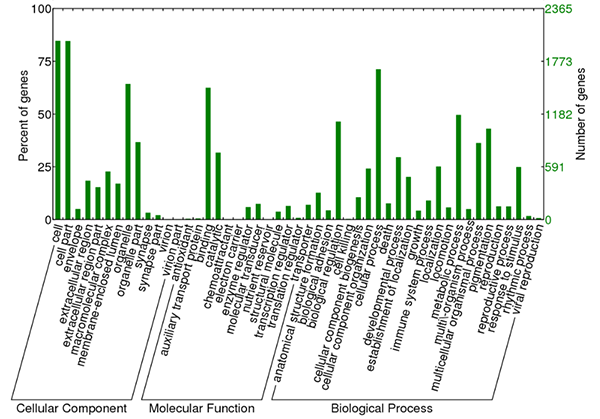 100
75
50
25
0
Percent of genes
2365
1773
1182
591
0
Number of genes
cell
cell part
envelope
extracellular region
extracellular region part
macromolecular complex
membrane-enclosed lumen
organelle
organelle part
synapse
synapse part
virion
virion part
antioxidant
auxiliary transport protein
binding
catalytic
chemoattractant
electron carrier
enzyme regulator
molecular transducer
nutrient reservoir
structural molecule
transcription regulator
translation regulator
transporter
anatomical structure formation
biological adhesion
biological regulation
cell killing
cellular component biogenesis
cellular component organization
cellular process
death
developmental process
establishment of localization
growth
immune system process
localization
locomotion
metabolic process
multi-organism process
multicellular organismal process
pigmentation
reproduction
reproductive process
response to stimulus
rhythmic process
viral reproduction
Cellular Component
Molecular Function
Biological Process